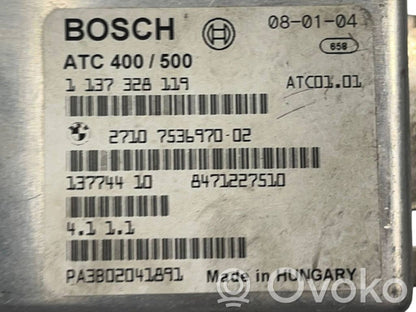 BOSCH 08-01-04
658
ATC 400 / 500
1 137 328 119 ATC01.01
2710 7536970-02
137744 10 8471227510
4.1 1.1
PA3B02041891 Made in HUNGARY
Ovoko